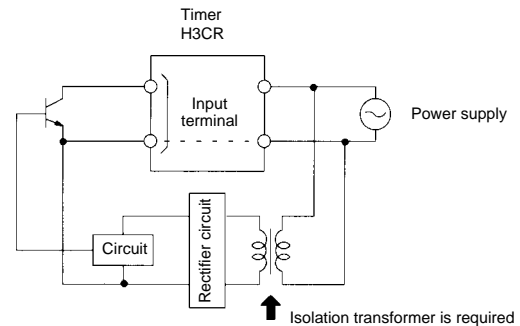 Timer
H3CR
Input
terminal
Power supply
Circuit
Rectifier circuit
Isolation transformer is required